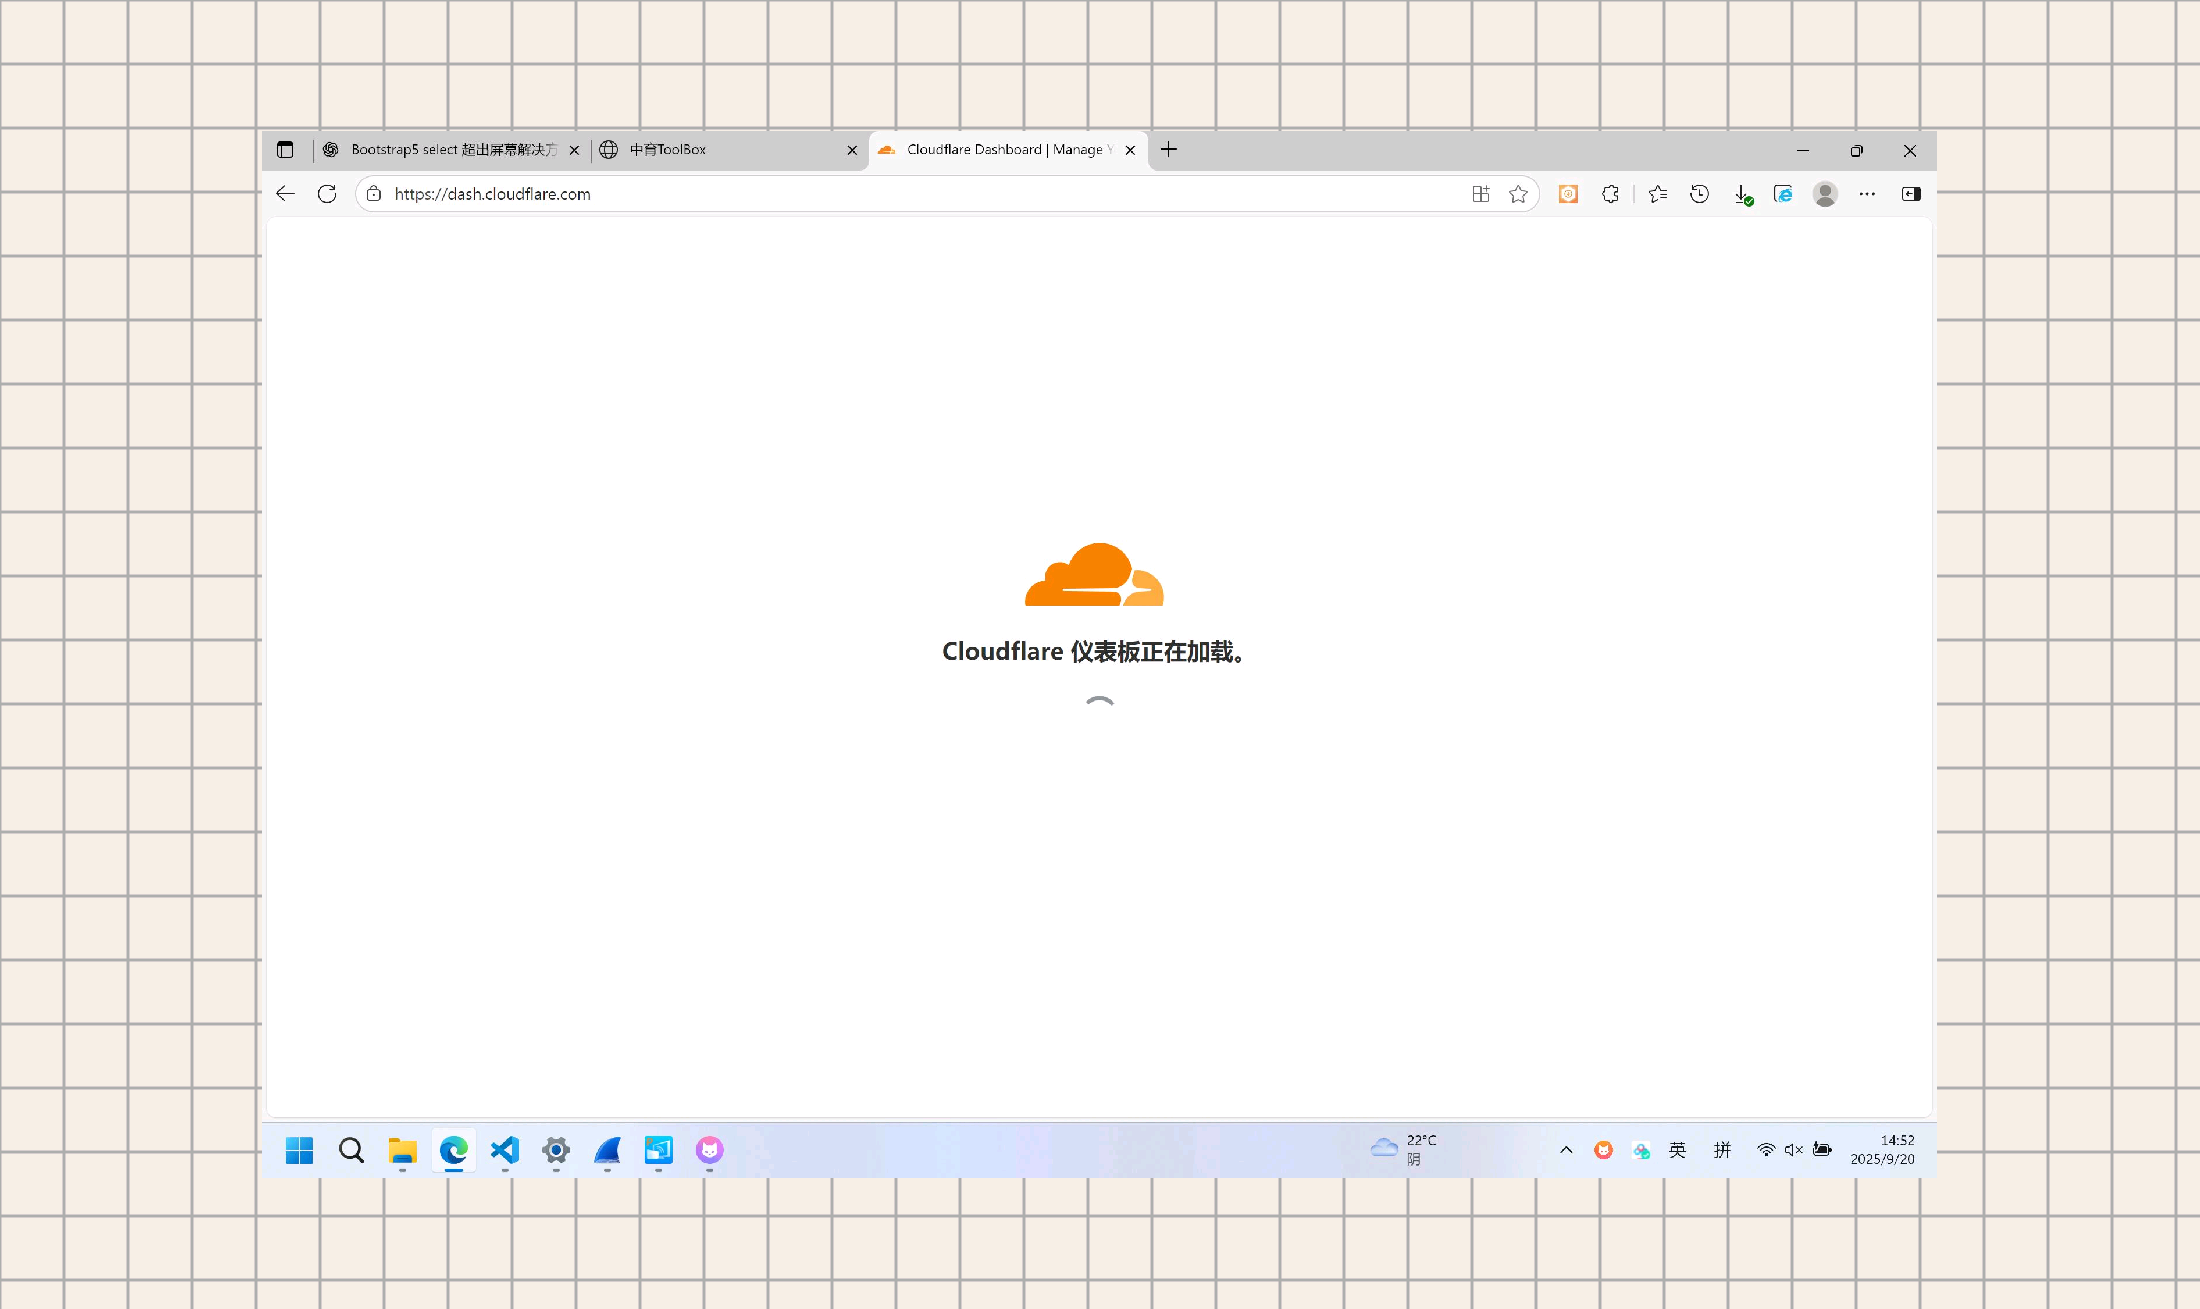 Bootstrap5 select 超出屏幕解决方
中育ToolBox
Cloudflare Dashboard | Manage Y
https://dash.cloudflare.com
Cloudflare 仪表板正在加载。
22°C
阴
英
拼
14:52
2025/9/20